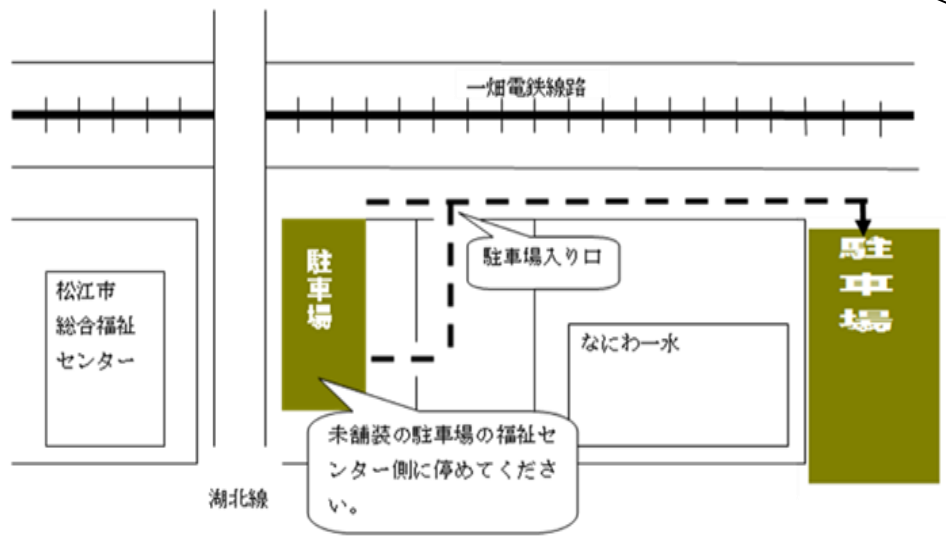 一畑電鉄線路
駐車場入り口
駐車場
駐車場
松江市
総合福祉
センター
なにわ一水
未舗装の駐車場の福祉セ
ンター側に停めてくださ
い。
湖北線